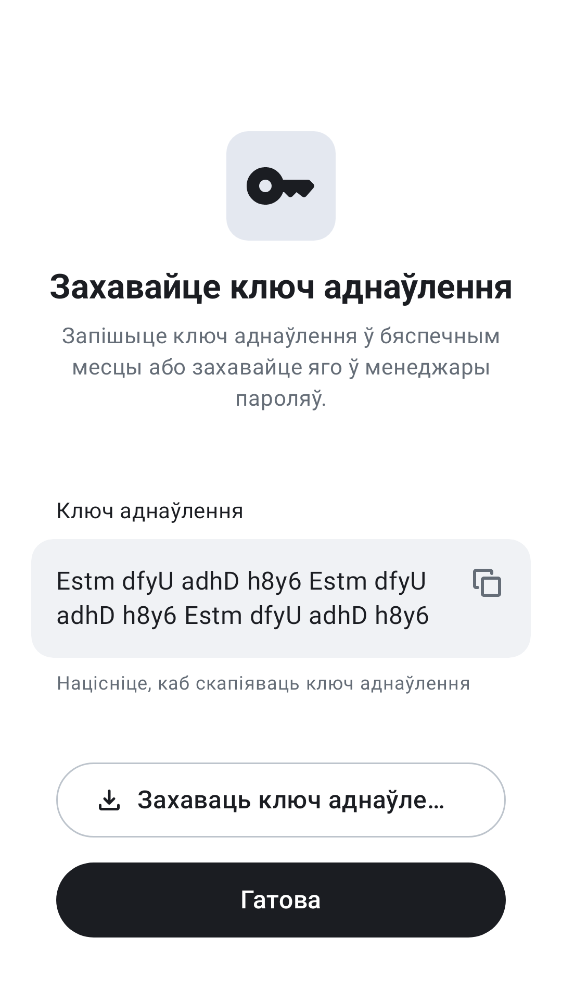 Захавайце ключ аднаўлення
Запішыце ключ аднаўлення ў бяспечным
месцы або захавайце яго ў менеджары
пароляў.
Ключ аднаўлення
Estm dfyU adhD h8y6 Estm dfyU
adhD h8y6 Estm dfyU adhD h8y6
Націсніце, каб скапіяваць ключ аднаўлення
Захаваць ключ аднаўле...
Гатова